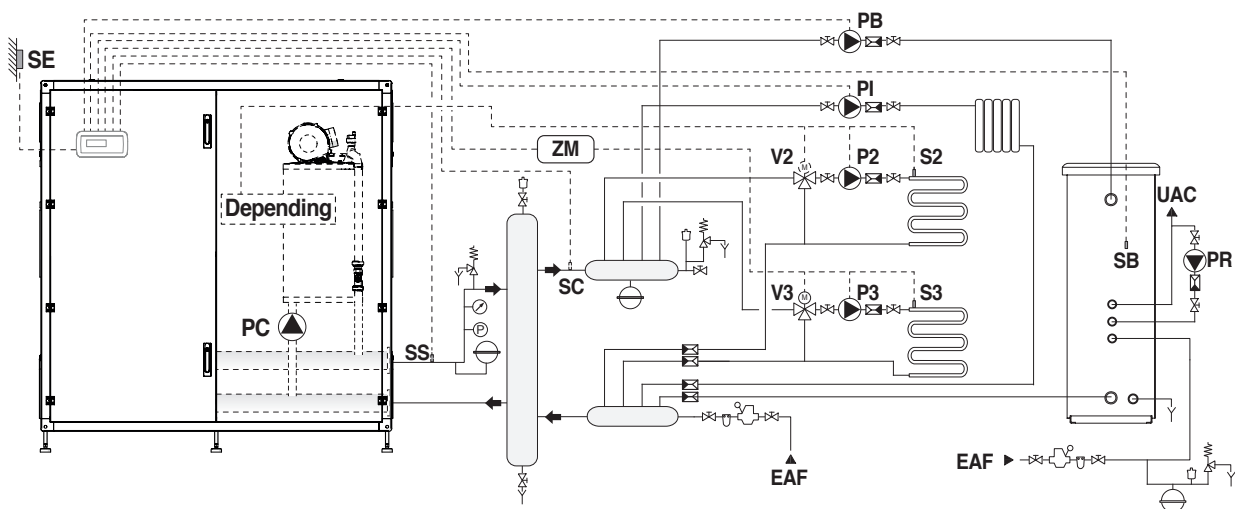 PB
SE
PI
ZM
V2
P2
S2
Depending
UAC
SB
PR
SC
V3
P3
S3
PC
SS
P
M
M
EAF
EAF